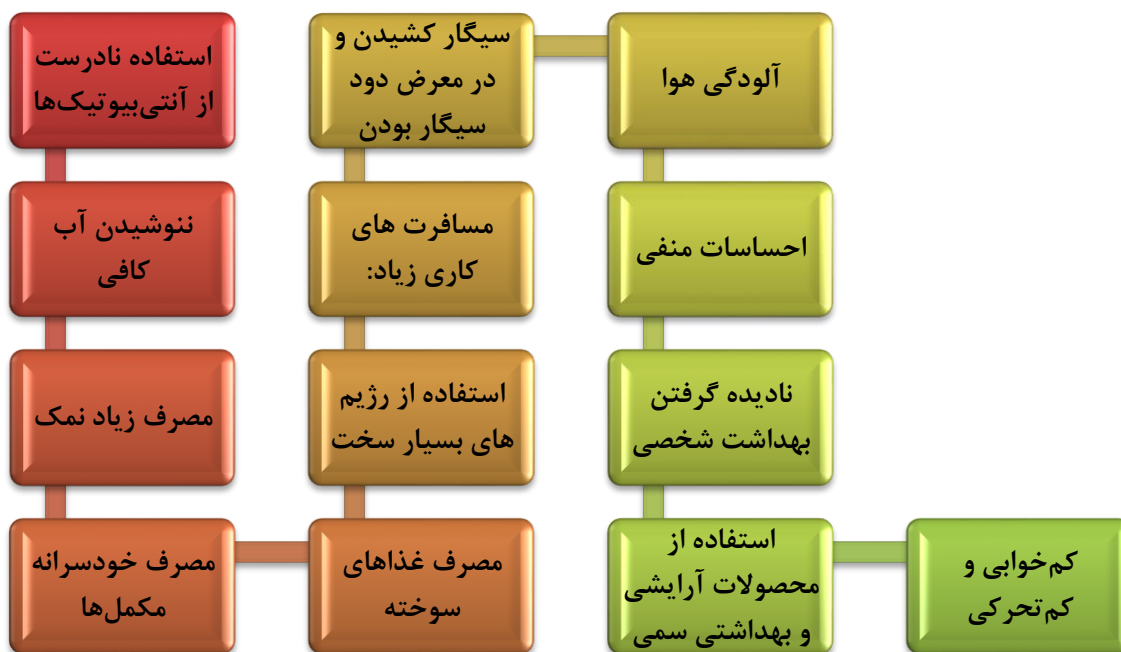 استفاده نادرست
از آنتی‌بیوتیک‌ها
ننوشیدن آب
کافی
مصرف زیاد نمک
مصرف خودسرانه
مکمل‌ها
مصرف غذاهای
سوخته
استفاده از رژیم
های بسیار سخت
مسافرت های
کاری زیاد:
سیگار کشیدن و
در معرض دود
سیگار بودن
آلودگی هوا
احساسات منفی
نادیده گرفتن
بهداشت شخصی
استفاده از
محصولات آرایشی
و بهداشتی سمی
کم‌خوابی و
کم‌تحرکی